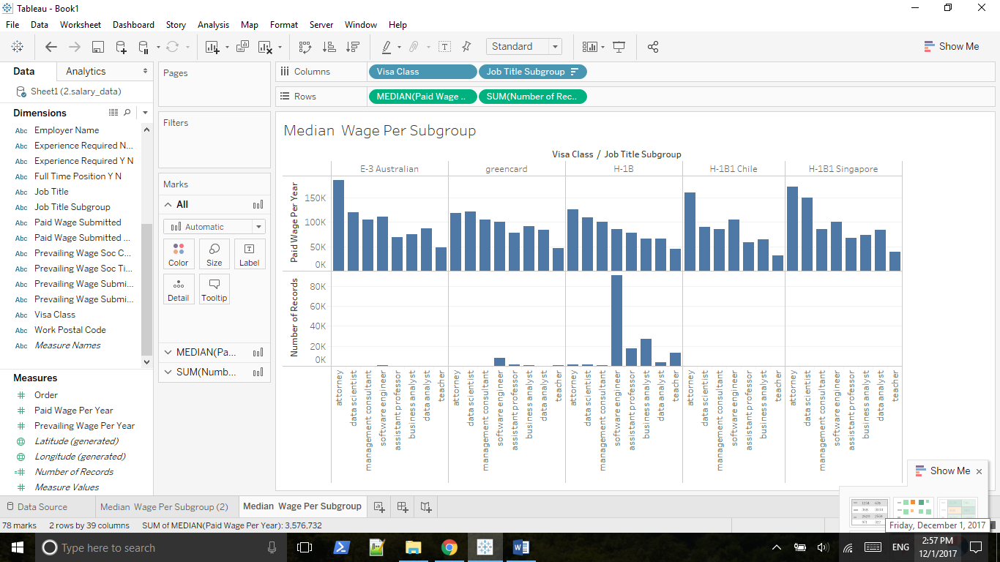 Tableau - Book1
File Data Worksheet Dashboard Story Analysis Map Format Server Window Help
Standard
Show Me
Data Analytics
Sheet1 (2.salary_data)
Dimensions
Abc Employer Name
Abc Experience Required N...
Abc Experience Required Y N
Abc Full Time Position Y N
Abc Job Title
Abc Job Title Subgroup
Abc Paid Wage Submitted
Abc Paid Wage Submitted ...
Abc Prevailing Wage Soc C...
Abc Prevailing Wage Soc Ti...
Abc Prevailing Wage Submi...
Abc Prevailing Wage Submi...
Abc Visa Class
Abc Work Postal Code
Abc Measure Names
Measures
# Order
# Paid Wage Per Year
# Prevailing Wage Per Year
Latitude (generated)
Longitude (generated)
=# Number of Records
# Measure Values
Pages
Filters
Marks
All
Automatic
Color Size Label
Detail Tooltip
MEDIAN(Pa...
SUM(Numb...
Columns Visa Class Job Title Subgroup
Rows MEDIAN(Paid Wage .. SUM(Number of Rec..
Median Wage Per Subgroup
Visa Class / Job Title Subgroup
E-3 Australian greencard H-1B H-1B1 Chile H-1B1 Singapore
Paid Wage Per Year
150K
100K
50K
0K
Number of Records
80K
60K
40K
20K
0K
attorney
data scientist
management consultant
software engineer
assistant professor
business analyst
data analyst
teacher
attorney
data scientist
management consultant
software engineer
assistant professor
business analyst
data analyst
teacher
attorney
data scientist
management consultant
software engineer
assistant professor
business analyst
data analyst
teacher
attorney
data scientist
management consultant
software engineer
assistant professor
business analyst
teacher
attorney
data scientist
management consultant
software engineer
assistant professor
business analyst
data analyst
teacher
Show Me
Friday, December 1, 2017
Data Source Median Wage Per Subgroup (2) Median Wage Per Subgroup
78 marks 2 rows by 39 columns SUM of MEDIAN(Paid Wage Per Year): 3.576,732
Type here to search
ENG
2:57 PM
12/1/2017